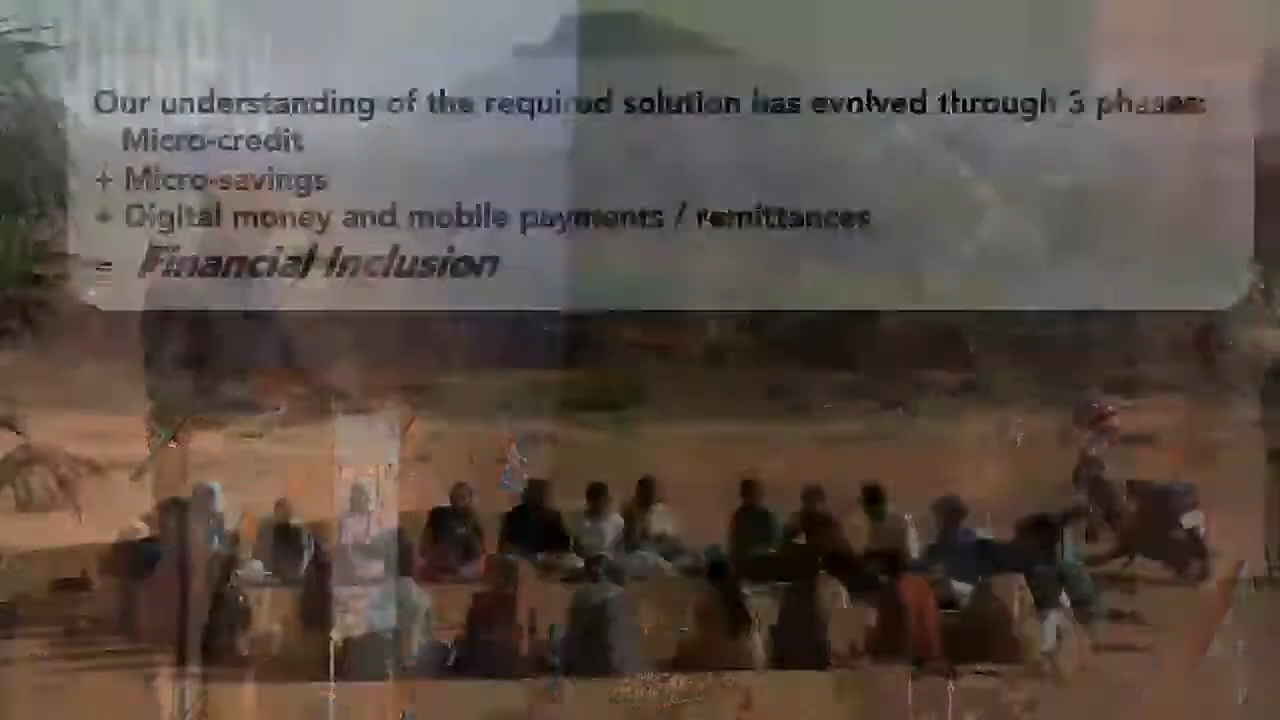 Our understanding of the required solution has evolved through 3 phases:
Micro-credit
+ Micro-savings
+ Digital money and mobile payments / remittances
= Financial Inclusion